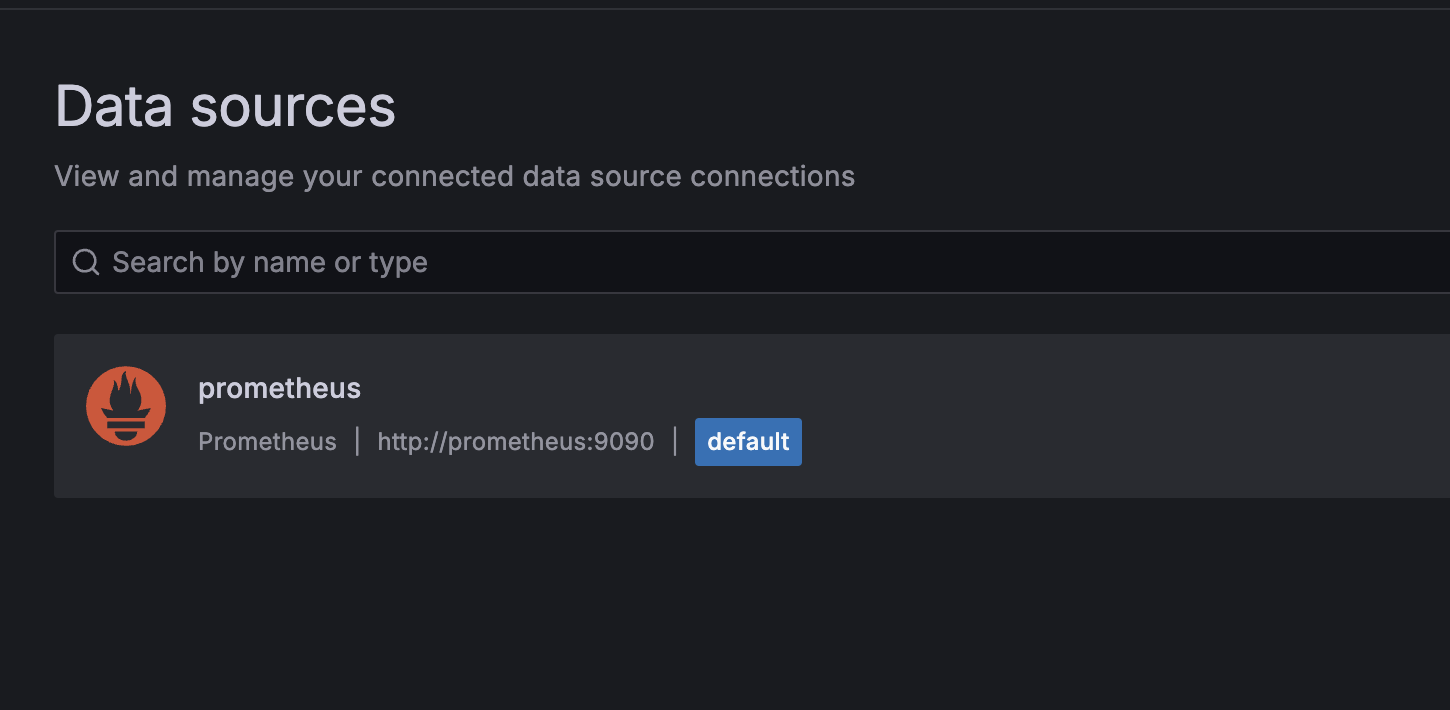 Data sources
View and manage your connected data source connections
Search by name or type
prometheus
Prometheus | http://prometheus:9090 | default